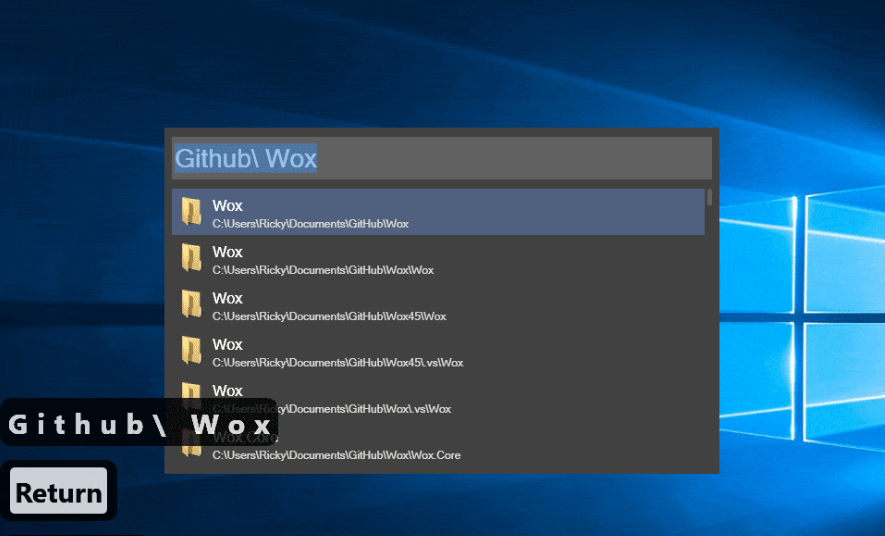 Github\ Wox
Wox
C:\Users\Ricky\Documents\GitHub\Wox
Wox
C:\Users\Ricky\Documents\GitHub\Wox\Wox
Wox
C:\Users\Ricky\Documents\GitHub\Wox45\Wox
Wox
C:\Users\Ricky\Documents\GitHub\Wox45\.vs\Wox
Wox
C:\Users\Ricky\Documents\GitHub\Wox\.vs\Wox
Wox.Core
C:\Users\Ricky\Documents\GitHub\Wox\Wox.Core
Github\ Wox
Return